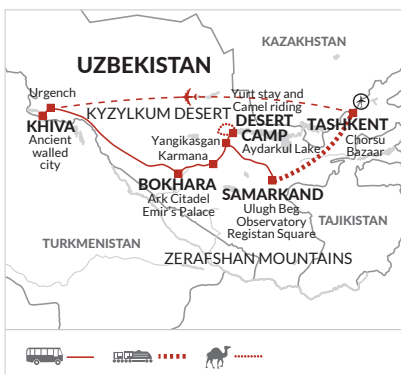 KAZAKHSTAN
UZBEKISTAN
Urgench
Yurt stay and
Camel riding
KYZYLKUM DESERT
DESERT
CAMP
Aydarkul Lake
TASHKENT
Chorsu
Bazaar
KHIVA
Ancient
walled
city
Yangikasgan
Karmana
BOKHARA
Ark Citadel
Emir's Palace
SAMARKAND
Ulugh Beg
Observatory
Registan Square
TAJIKISTAN
TURKMENISTAN
ZERAFSHAN MOUNTAINS